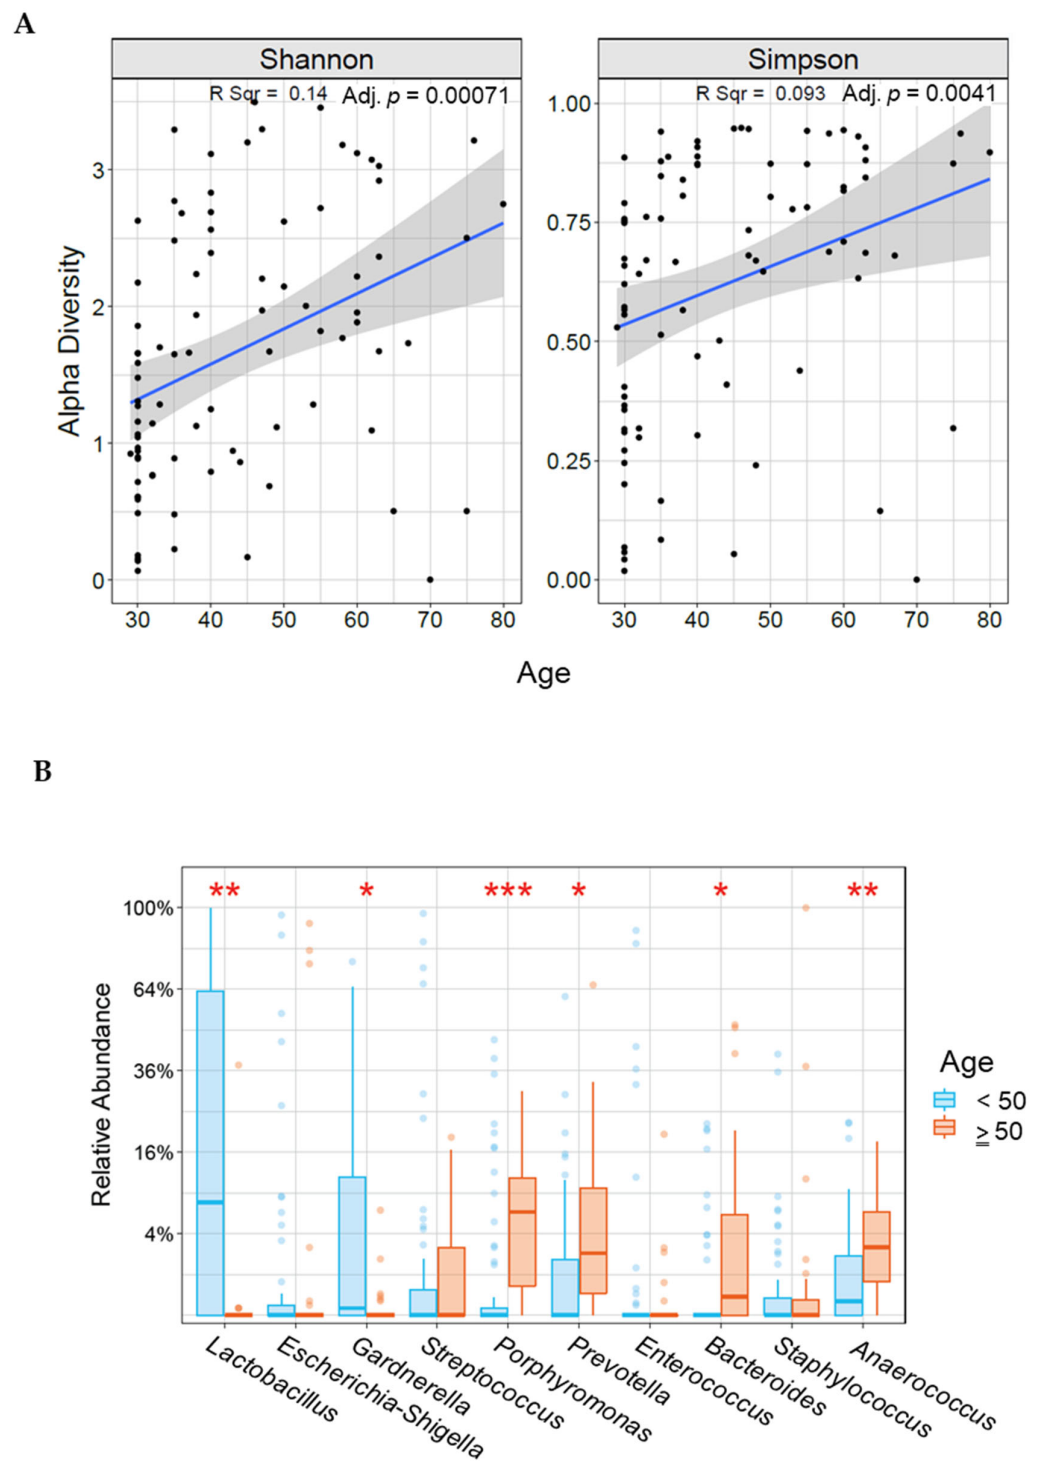 A
Shannon
Simpson
R Sqr = 0.14 Adj. p = 0.00071
R Sqr = 0.093 Adj. p = 0.0041
Alpha Diversity
3
2
1
0
1.00
0.75
0.50
0.25
0.00
30 40 50 60 70 80
30 40 50 60 70 80
Age
B
** * *** * * **
Relative Abundance
100%
64%
36%
16%
4%
Age
< 50
≥ 50
Lactobacillus
Escherichia-Shigella
Gardnerella
Streptococcus
Porphyromonas
Prevotella
Enterococcus
Bacteroides
Staphylococcus
Anaerococcus